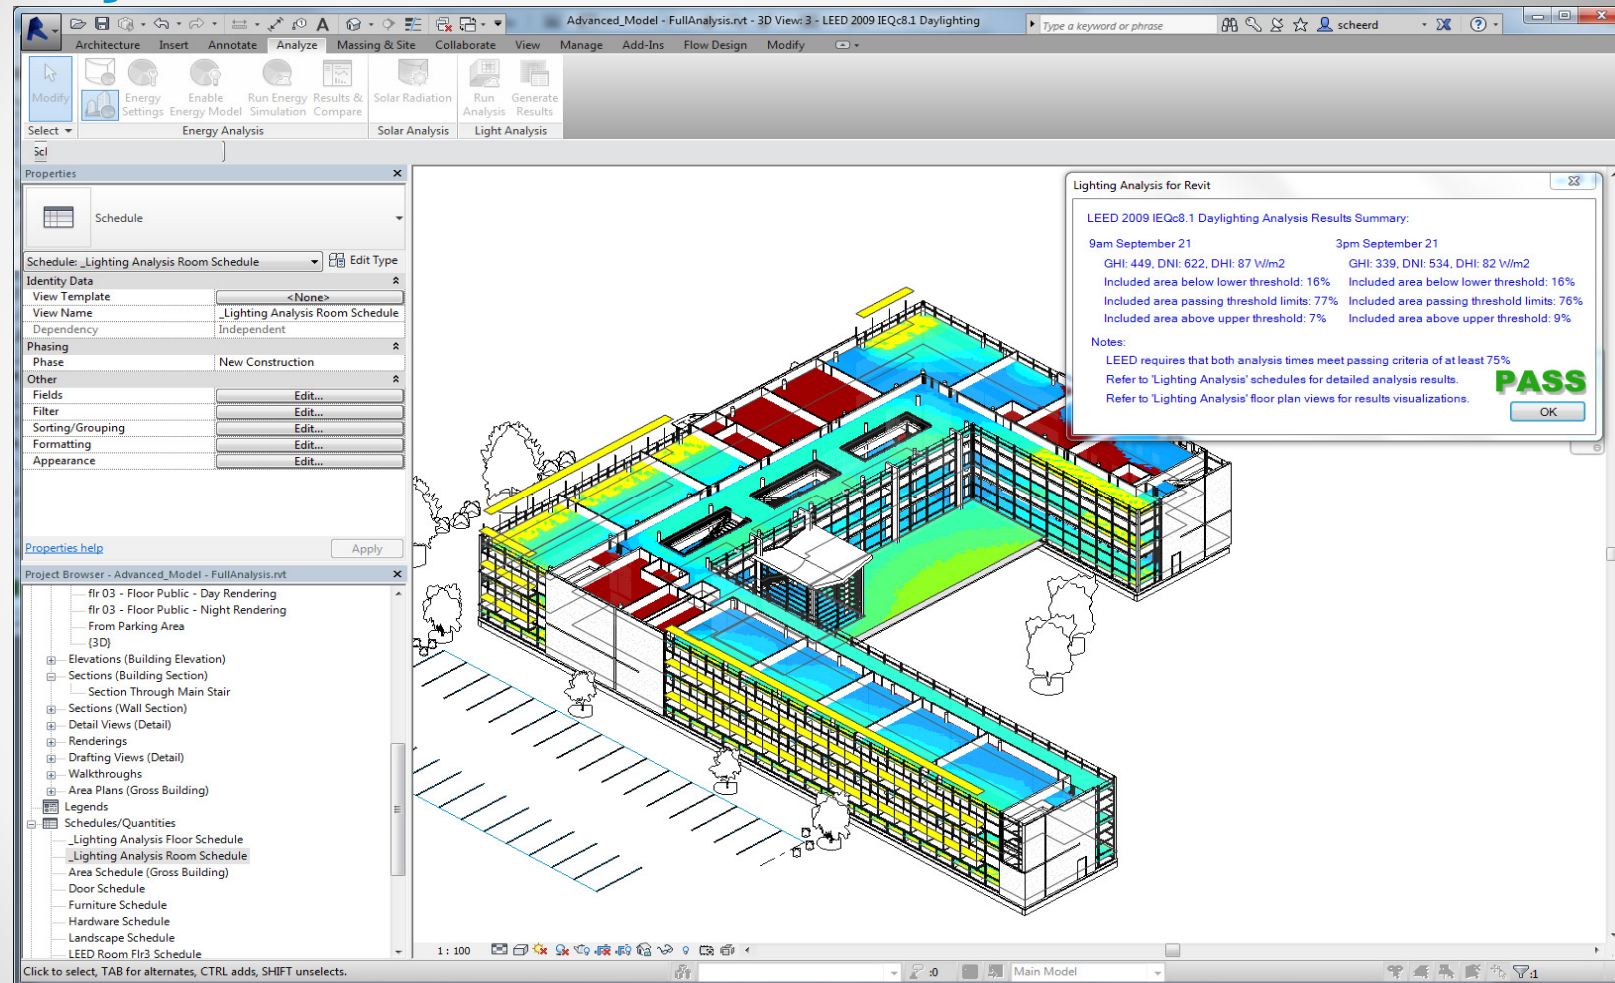 Advanced_Model - FullAnalysis.rvt - 3D View: 3 - LEED 2009 IEQc8.1 Daylighting
Type a keyword or phrase
scheerd
Architecture Insert Annotate Analyze Massing & Site Collaborate View Manage Add-Ins Flow Design Modify
Modify
Energy Settings
Enable Energy Model
Run Energy Simulation
Results & Compare
Solar Radiation
Run Analysis
Generate Results
Select
Energy Analysis
Solar Analysis
Light Analysis
Properties
Schedule
Schedule: _Lighting Analysis Room Schedule
Edit Type
Identity Data
View Template <None>
View Name _Lighting Analysis Room Schedule
Dependency Independent
Phasing
Phase New Construction
Other
Fields Edit...
Filter Edit...
Sorting/Grouping Edit...
Formatting Edit...
Appearance Edit...
Properties help
Apply
Project Browser - Advanced_Model - FullAnalysis.rvt
flr 03 - Floor Public - Day Rendering
flr 03 - Floor Public - Night Rendering
From Parking Area
{3D}
Elevations (Building Elevation)
Sections (Building Section)
Section Through Main Stair
Sections (Wall Section)
Detail Views (Detail)
Renderings
Drafting Views (Detail)
Walkthroughs
Area Plans (Gross Building)
Legends
Schedules/Quantities
_Lighting Analysis Floor Schedule
_Lighting Analysis Room Schedule
Area Schedule (Gross Building)
Door Schedule
Furniture Schedule
Hardware Schedule
Landscape Schedule
LEED Room Flr3 Schedule
Lighting Analysis for Revit
LEED 2009 IEQc8.1 Daylighting Analysis Results Summary:
9am September 21
GHI: 449, DNI: 622, DHI: 87 W/m2
Included area below lower threshold: 16%
Included area passing threshold limits: 77%
Included area above upper threshold: 7%
3pm September 21
GHI: 339, DNI: 534, DHI: 82 W/m2
Included area below lower threshold: 16%
Included area passing threshold limits: 76%
Included area above upper threshold: 9%
Notes:
LEED requires that both analysis times meet passing criteria of at least 75%
Refer to 'Lighting Analysis' schedules for detailed analysis results.
Refer to 'Lighting Analysis' floor plan views for results visualizations.
PASS
OK
1 : 100
Click to select, TAB for alternates, CTRL adds, SHIFT unselects.
:0
Main Model
:1